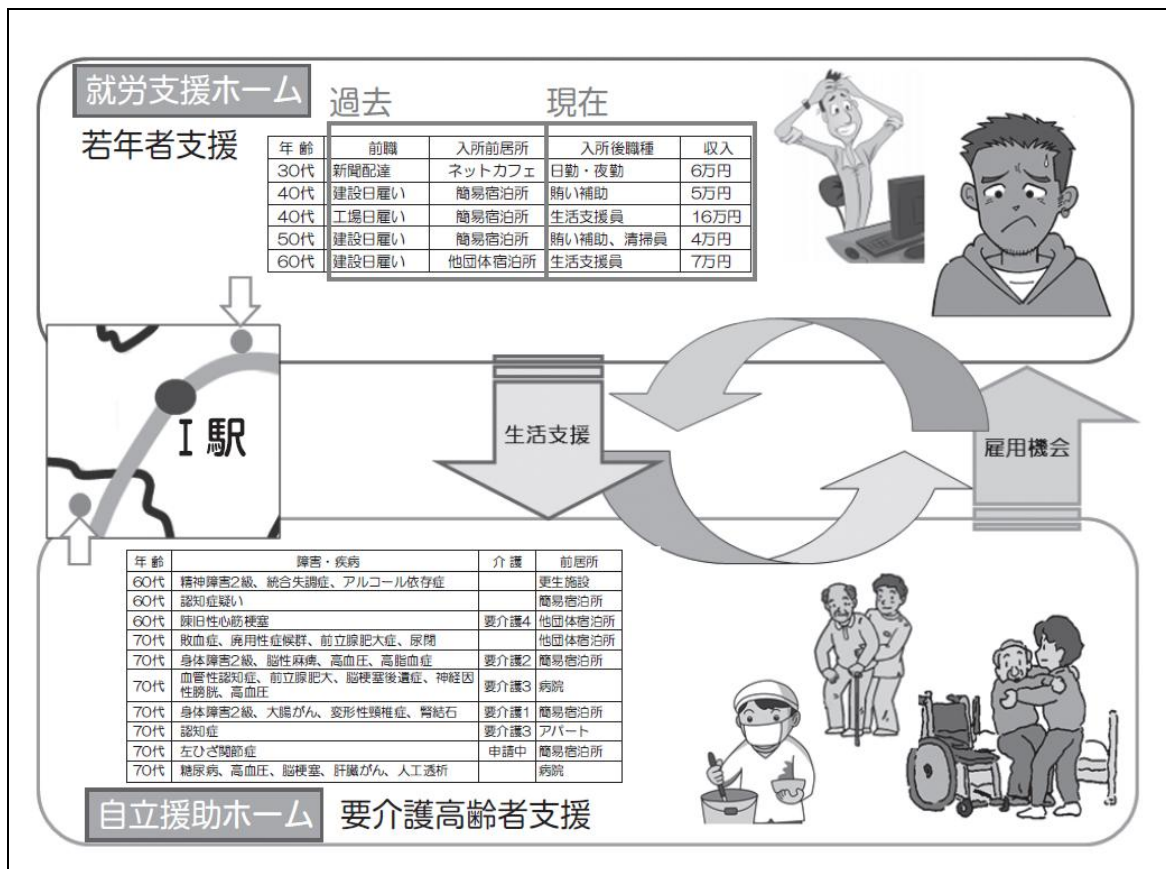 就労支援ホーム
若年者支援
過去 現在
年 齢 前職 入所前居所 入所後職種 収入
30代 新聞配達 ネットカフェ 日勤・夜勤 6万円
40代 建設日雇い 簡易宿泊所 賄い補助 5万円
40代 工場日雇い 簡易宿泊所 生活支援員 16万円
50代 建設日雇い 簡易宿泊所 賄い補助、清掃員 4万円
60代 建設日雇い 他団体宿泊所 生活支援員 7万円
I 駅
生活支援
雇用機会
年 齢 障害・疾病 介 護 前居所
60代 精神障害2級、統合失調症、アルコール依存症 更生施設
60代 認知症疑い 簡易宿泊所
60代 陳旧性心筋梗塞 要介護4 他団体宿泊所
70代 敗血症、廃用性症候群、前立腺肥大症、尿閉 他団体宿泊所
70代 身体障害2級、脳性麻痺、高血圧、高脂血症 要介護2 簡易宿泊所
70代 血管性認知症、前立腺肥大、脳梗塞後遺症、神経因
性膀胱、高血圧 要介護3 病院
70代 身体障害2級、大腸がん、変形性頸椎症、腎結石 要介護1 簡易宿泊所
70代 認知症 要介護3 アパート
70代 左ひざ関節症 申請中 簡易宿泊所
70代 糖尿病、高血圧、脳梗塞、肝臓がん、人工透析 病院
自立援助ホーム
要介護高齢者支援